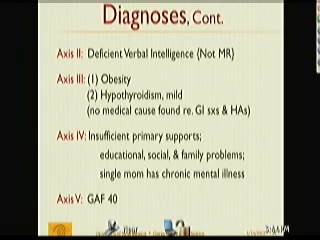 Diagnoses, Cont.
Axis II: Deficient Verbal Intelligence {Not MR}
Axis III: (1) Obesity
(2) Hypothyroidism, mild
(no medical cause found re. GI sxs & HAs)
Axis IV: Insufficient primary supports;
educational, social, & family problems;
single mom has chronic mental illness
Axis V: GAF 40